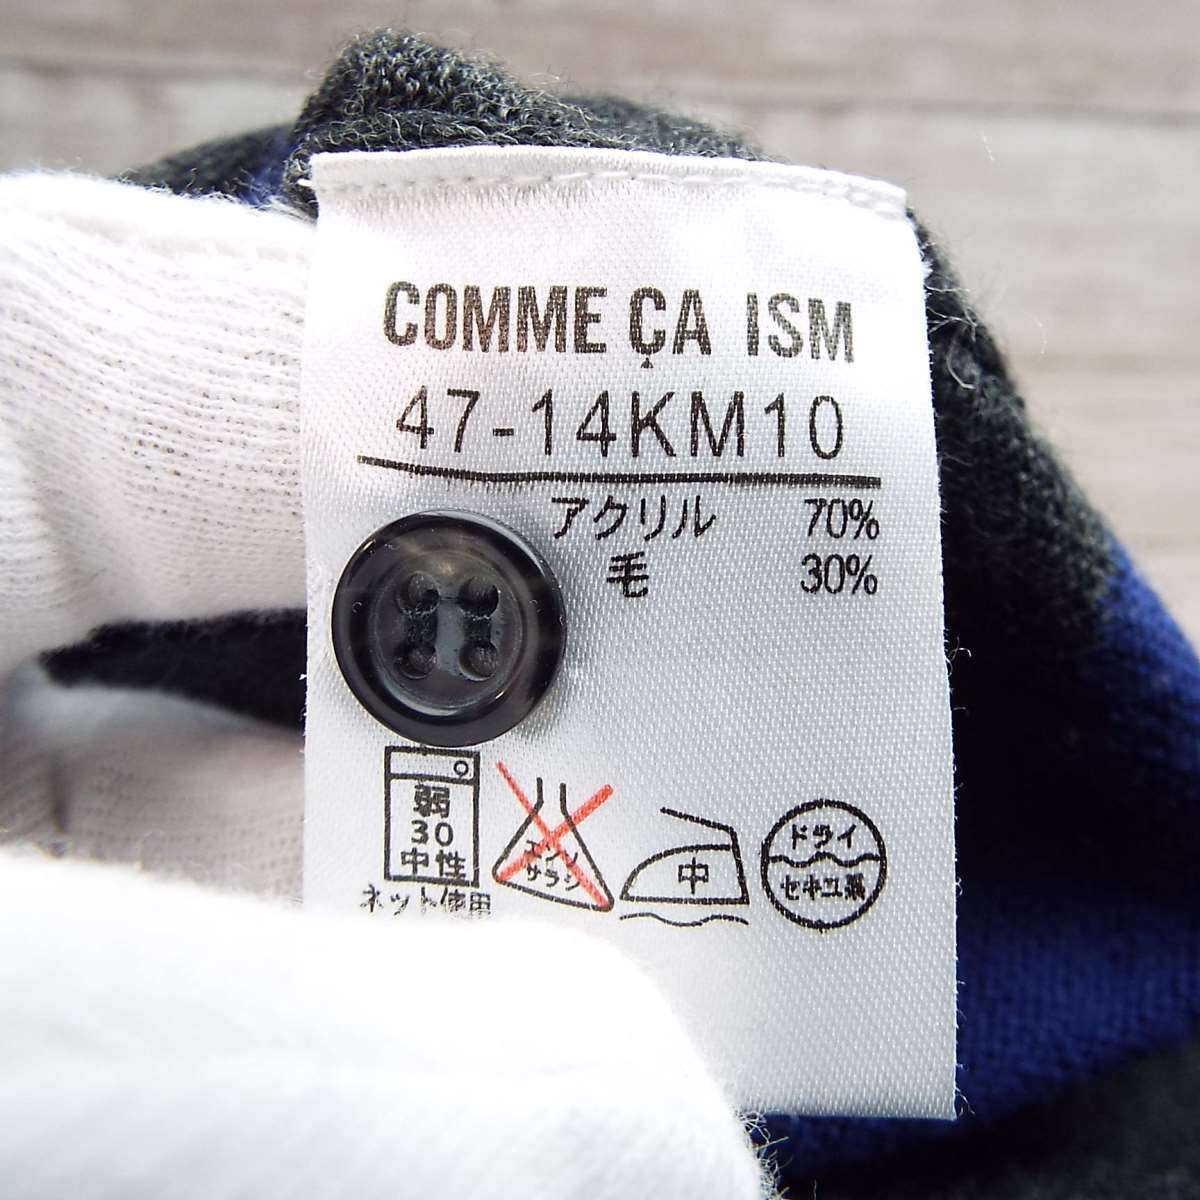 COMME ÇA ISM
47-14KM10
アクリル 70%
毛 30%
弱
30
中性
ネット使用
エンソ
サラシ
中
ドライ
セキユ系